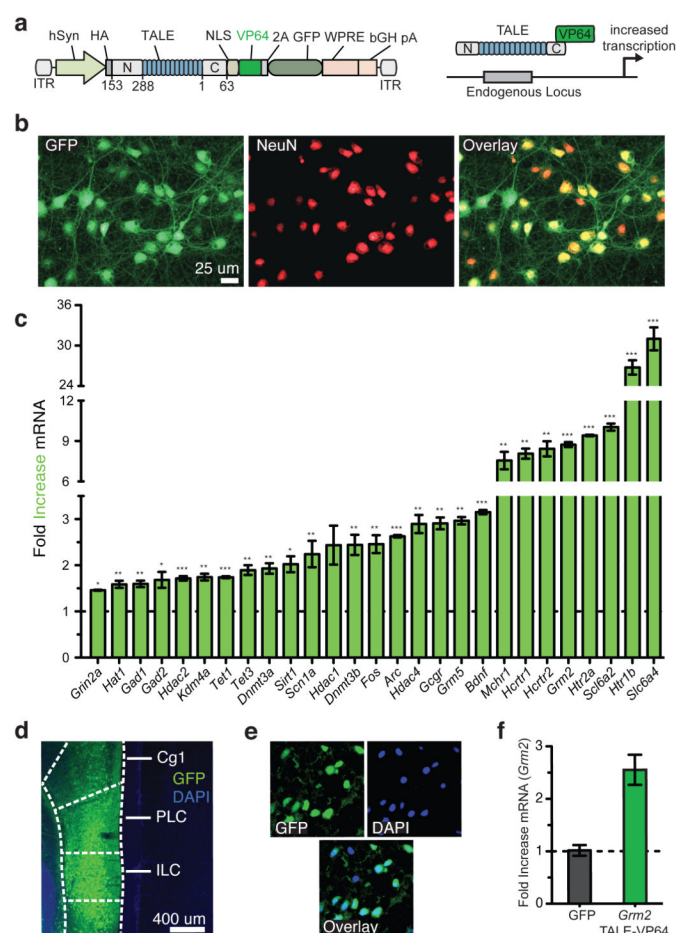 a
hSyn HA TALE NLS VP64 2A GFP WPRE bGH pA
N C
ITR 153 288 1 63 ITR
TALE VP64 increased
transcription
N C
Endogenous Locus
b
GFP NeuN Overlay
25 um
c
Fold Increase mRNA
36
30
24
12
9
6
3
2
1
0
* ** ** * *** ** *** ** ** * ** ** ** *** ** ** ** *** ** ** ** *** *** *** *** ***
Grin2a Hat1 Gad1 Gad2 Hdac2 Kdm4a Tet1 Tet3 Dnmt3a Sirt1 Scn1a Hdac1 Dnmt3b Fos Arc Hdac4 Gcgr Grm5 Bdnf Mchr1 Hcrtr1 Hcrtr2 Grm2 Htr2a Scl6a2 Htr1b Slc6a4
d
Cg1
GFP
DAPI
PLC
ILC
400 um
e
GFP DAPI
Overlay
f
Fold Increase mRNA (Grm2)
3
2
1
0
GFP Grm2
TALE-VP64